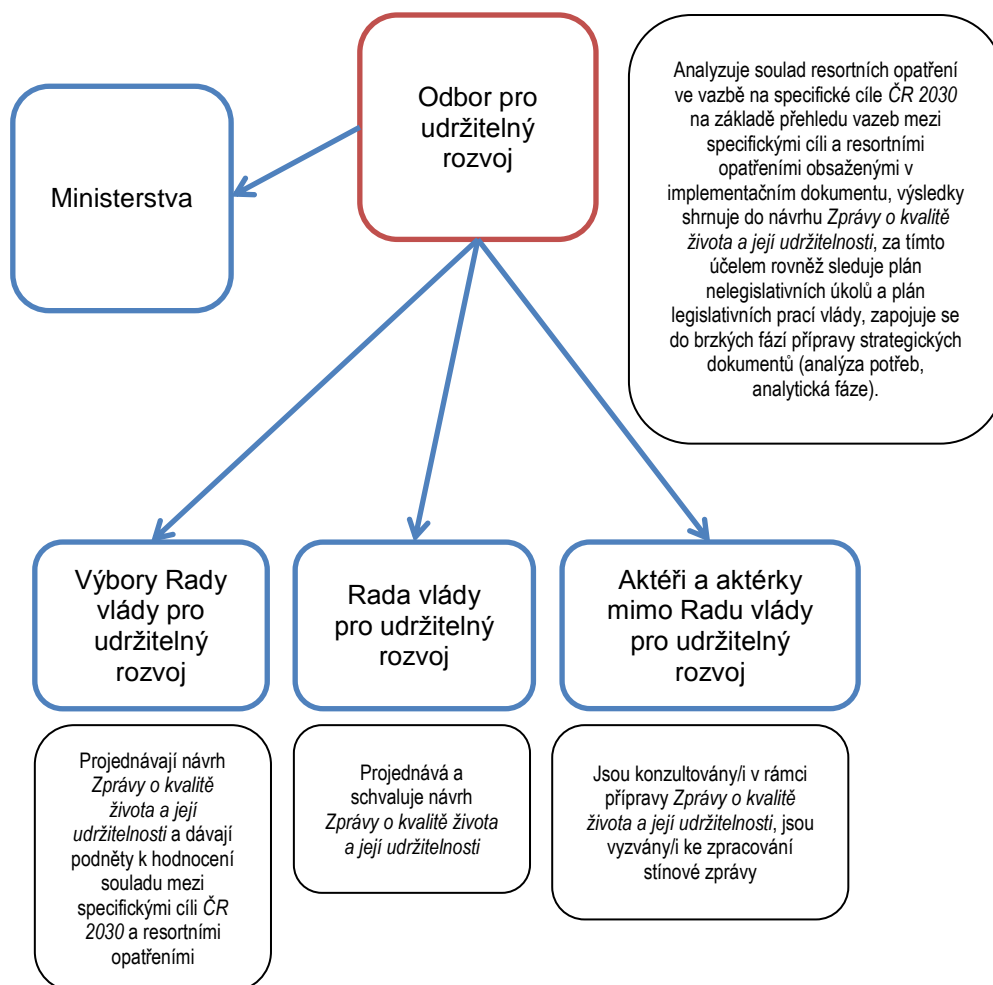 Odbor pro
udržitelný
rozvoj
Ministerstva
Analyzuje soulad resortních opatření
ve vazbě na specifické cíle ČR 2030
na základě přehledu vazeb mezi
specifickými cíli a resortními
opatřeními obsaženými v
implementačním dokumentu, výsledky
shrnuje do návrhu Zprávy o kvalitě
života a její udržitelnosti, za tímto
účelem rovněž sleduje plán
nelegislativních úkolů a plán
legislativních prací vlády, zapojuje se
do brzkých fází přípravy strategických
dokumentů (analýza potřeb,
analytická fáze).
Výbory Rady
vlády pro
udržitelný
rozvoj
Rada vlády
pro udržitelný
rozvoj
Aktéři a aktérky
mimo Radu vlády
pro udržitelný
rozvoj
Projednávají návrh
Zprávy o kvalitě
života a její
udržitelnosti a dávají
podněty k hodnocení
souladu mezi
specifickými cíli ČR
2030 a resortními
opatřeními
Projednává a
schvaluje návrh
Zprávy o kvalitě života
a její udržitelnosti
Jsou konzultovány/i v rámci
přípravy Zprávy o kvalitě
života a její udržitelnosti, jsou
vyzvány/i ke zpracování
stínové zprávy